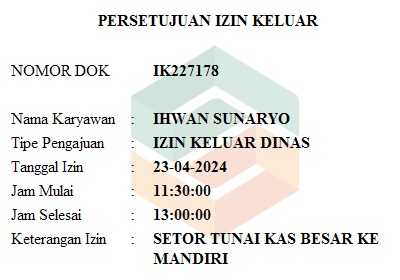 PERSETUJUAN IZIN KELUAR
NOMOR DOK IK227178
Nama Karyawan : IHWAN SUNARYO
Tipe Pengajuan : IZIN KELUAR DINAS
Tanggal Izin : 23-04-2024
Jam Mulai : 11:30:00
Jam Selesai : 13:00:00
Keterangan Izin : SETOR TUNAI KAS BESAR KE
MANDIRI